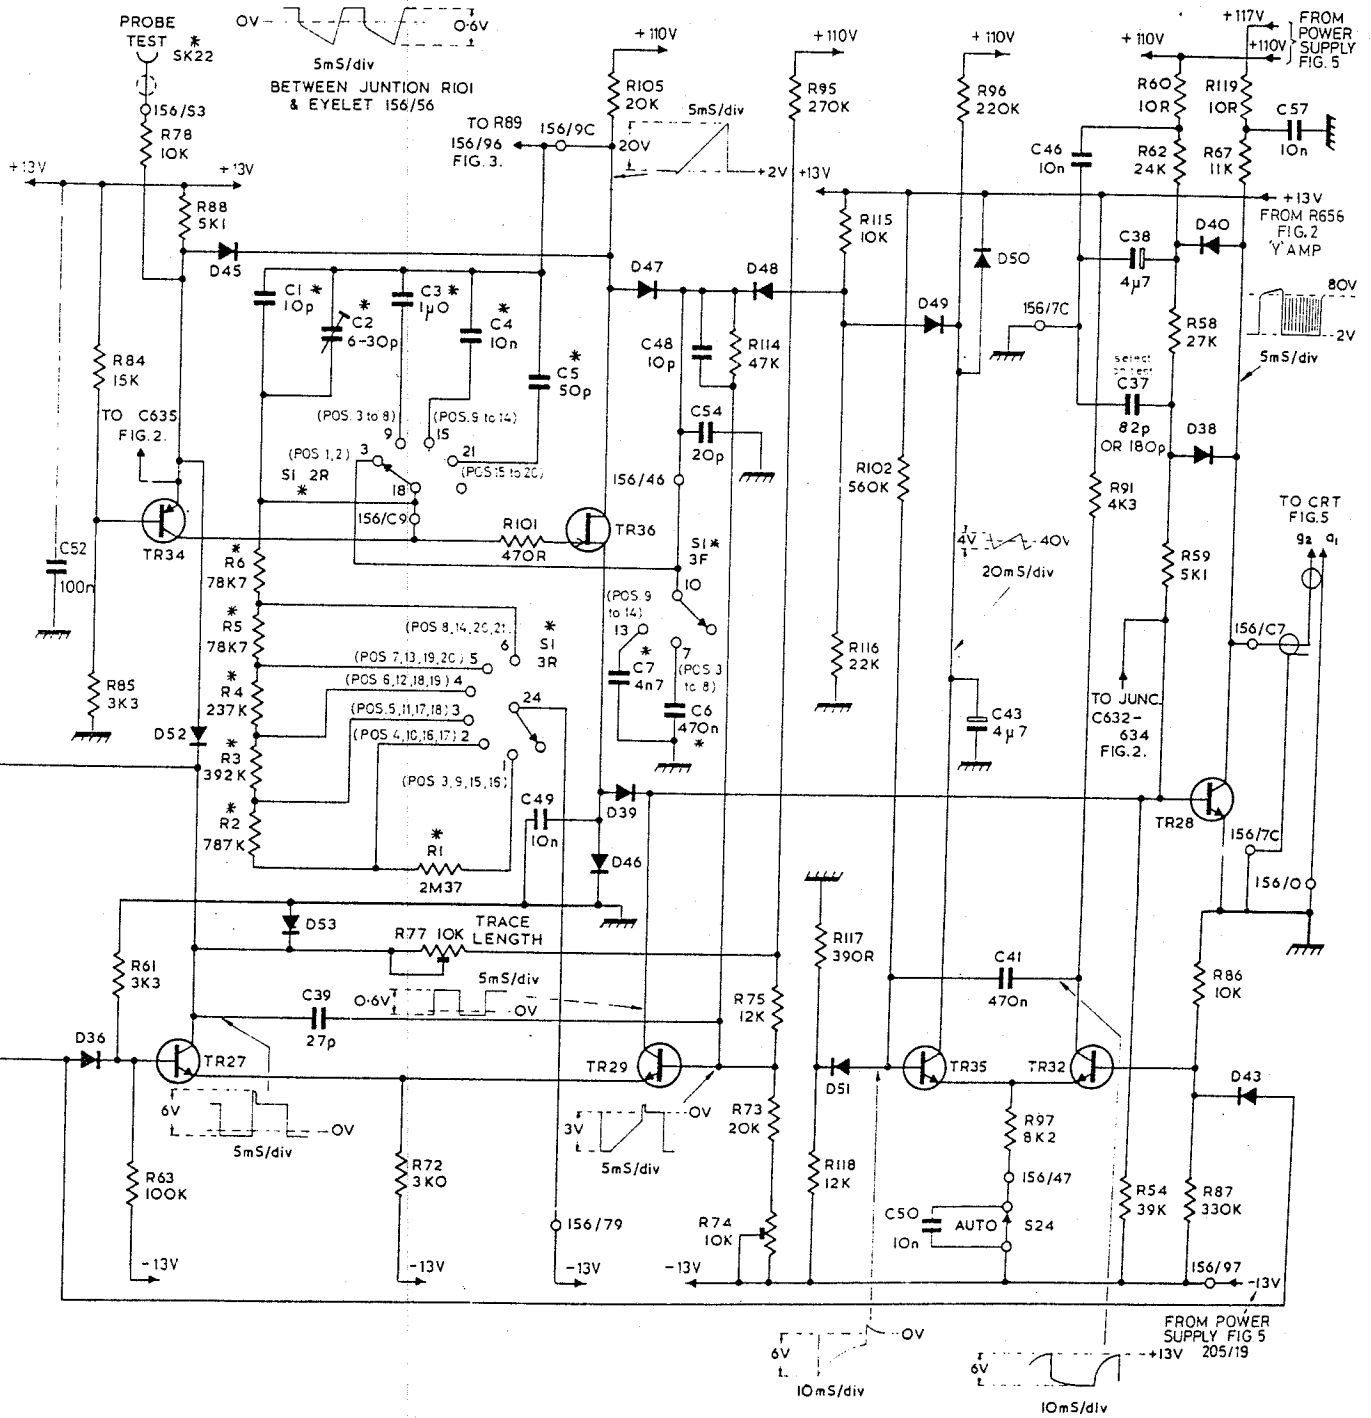 PROBE
TEST *
SK22
156/S3
R78
10K
+13V
+13V
R88
5K1
D45
0V
0·6V
5mS/div
BETWEEN JUNTION R101
& EYELET 156/56
TO R89
156/96
FIG. 3.
156/9C
+110V
R105
20K
5mS/div
20V
+2V
+110V
R95
270K
+110V
R96
220K
+117V
+110V
+110V
FROM
POWER
SUPPLY
FIG. 5
R60
10R
R119
10R
C57
10n
C46
10n
R62
24K
R67
11K
+13V
+13V
FROM R656
FIG. 2
'Y' AMP
R115
10K
D50
C38
4µ7
D40
80V
2V
5mS/div
C1 *
10p
*
C2
6-30p
C3 *
1µ0
*
C4
10n
*
C5
50p
D47
D48
D49
156/7C
C48
10p
R114
47K
R58
27K
select
on test
C37
82p
OR 180p
D38
R84
15K
TO C635
FIG. 2.
(POS. 3 to 8)
9
(POS. 9 to 14)
15
(POS 1,2)
3
21
(POS 15 to 20)
S1 2R
*
18
156/C9
C54
20p
156/46
R102
560K
R91
4K3
TR34
R101
470R
TR36
C52
100n
*
R6
78K7
*
R5
78K7
*
R4
237K
*
R3
392K
*
R2
787K
S1 *
3F
10
(POS. 9
to 14)
13
7
(POS 3
to 8)
*
C7
4n7
C6
470n
*
4V
40V
20mS/div
R59
5K1
TO CRT
FIG.5
g2 a1
156/C7
R85
3K3
D52
(POS 8,14,20,21)
6
*
S1
3R
(POS 7,13,19,20) 5
(POS 6,12,18,19) 4
(POS.5,11,17,18) 3
(POS 4,10,16,17) 2
24
1
(POS 3,9,15,16)
R116
22K
C43
4µ7
TO JUNC.
C632-
634
FIG. 2.
C49
10n
D39
*
R1
2M37
D46
TR28
156/7C
156/0
D53
R77 10K
TRACE
LENGTH
R61
3K3
5mS/div
0·6V
0V
C39
27p
R117
390R
C41
470n
R86
10K
R75
12K
D36
TR27
TR29
D51
TR35
TR32
D43
6V
0V
5mS/div
3V
0V
5mS/div
R73
20K
R97
8K2
156/47
R63
100K
R72
3K0
R118
12K
C50
10n
AUTO
S24
R54
39K
R87
330K
156/79
R74
10K
-13V
-13V
-13V
-13V
156/97
-13V
FROM POWER
SUPPLY FIG 5
205/19
6V
0V
10mS/div
6V
+13V
10mS/div